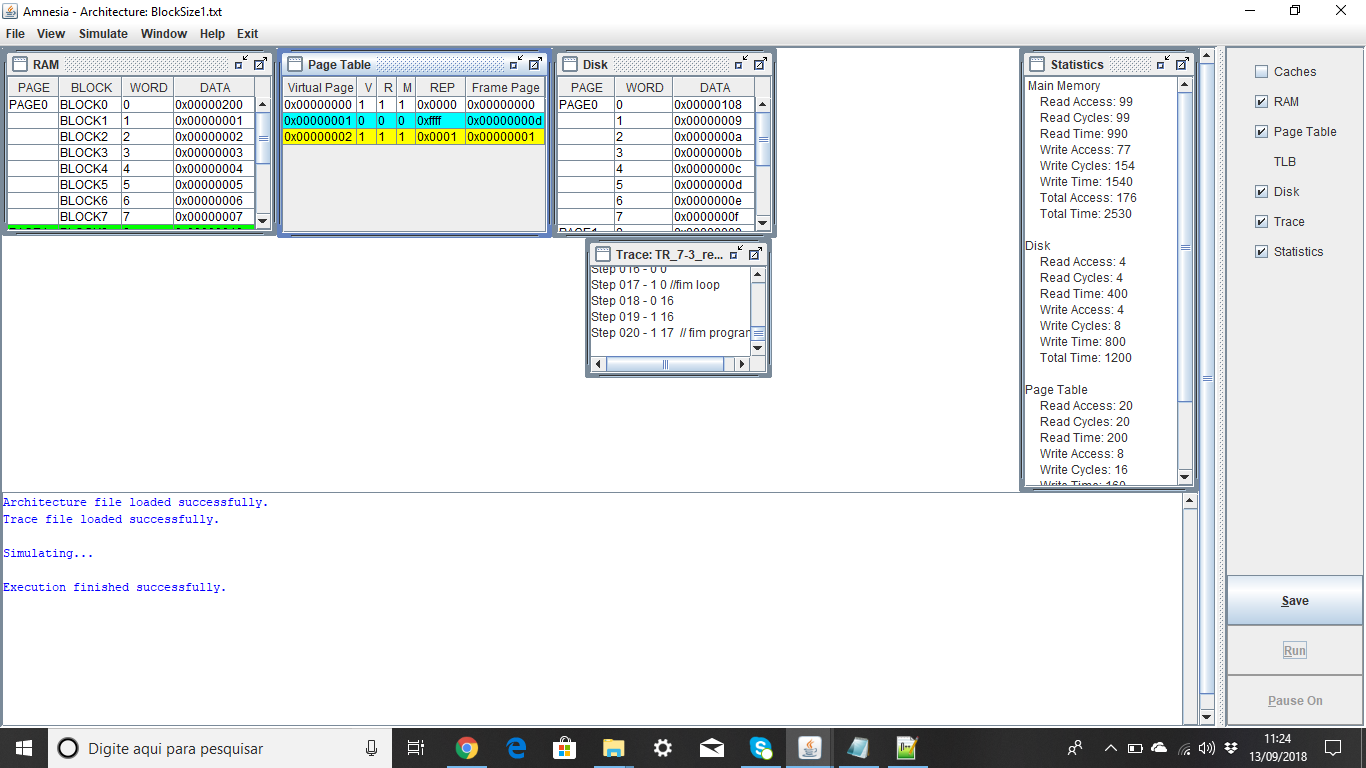 Amnesia - Architecture: BlockSize1.txt
File View Simulate Window Help Exit
RAM
PAGE BLOCK WORD DATA
PAGE0 BLOCK0 0 0x00000200
BLOCK1 1 0x00000001
BLOCK2 2 0x00000002
BLOCK3 3 0x00000003
BLOCK4 4 0x00000004
BLOCK5 5 0x00000005
BLOCK6 6 0x00000006
BLOCK7 7 0x00000007
Page Table
Virtual Page V R M REP Frame Page
0x00000000 1 1 1 0x0000 0x00000000
0x00000001 0 0 0 0xffff 0x0000000d
0x00000002 1 1 1 0x0001 0x00000001
Disk
PAGE WORD DATA
PAGE0 0 0x00000108
1 0x00000009
2 0x0000000a
3 0x0000000b
4 0x0000000c
5 0x0000000d
6 0x0000000e
7 0x0000000f
Trace: TR_7-3_re...
Step 016 - 0 0
Step 017 - 1 0 //fim loop
Step 018 - 0 16
Step 019 - 1 16
Step 020 - 1 17 // fim progran
Statistics
Main Memory
Read Access: 99
Read Cycles: 99
Read Time: 990
Write Access: 77
Write Cycles: 154
Write Time: 1540
Total Access: 176
Total Time: 2530
Disk
Read Access: 4
Read Cycles: 4
Read Time: 400
Write Access: 4
Write Cycles: 8
Write Time: 800
Total Time: 1200
Page Table
Read Access: 20
Read Cycles: 20
Read Time: 200
Write Access: 8
Write Cycles: 16
Write Time: 160
Caches
RAM
Page Table
TLB
Disk
Trace
Statistics
Save
Run
Pause On
Architecture file loaded successfully.
Trace file loaded successfully.
Simulating...
Execution finished successfully.
Digite aqui para pesquisar
11:24
13/09/2018